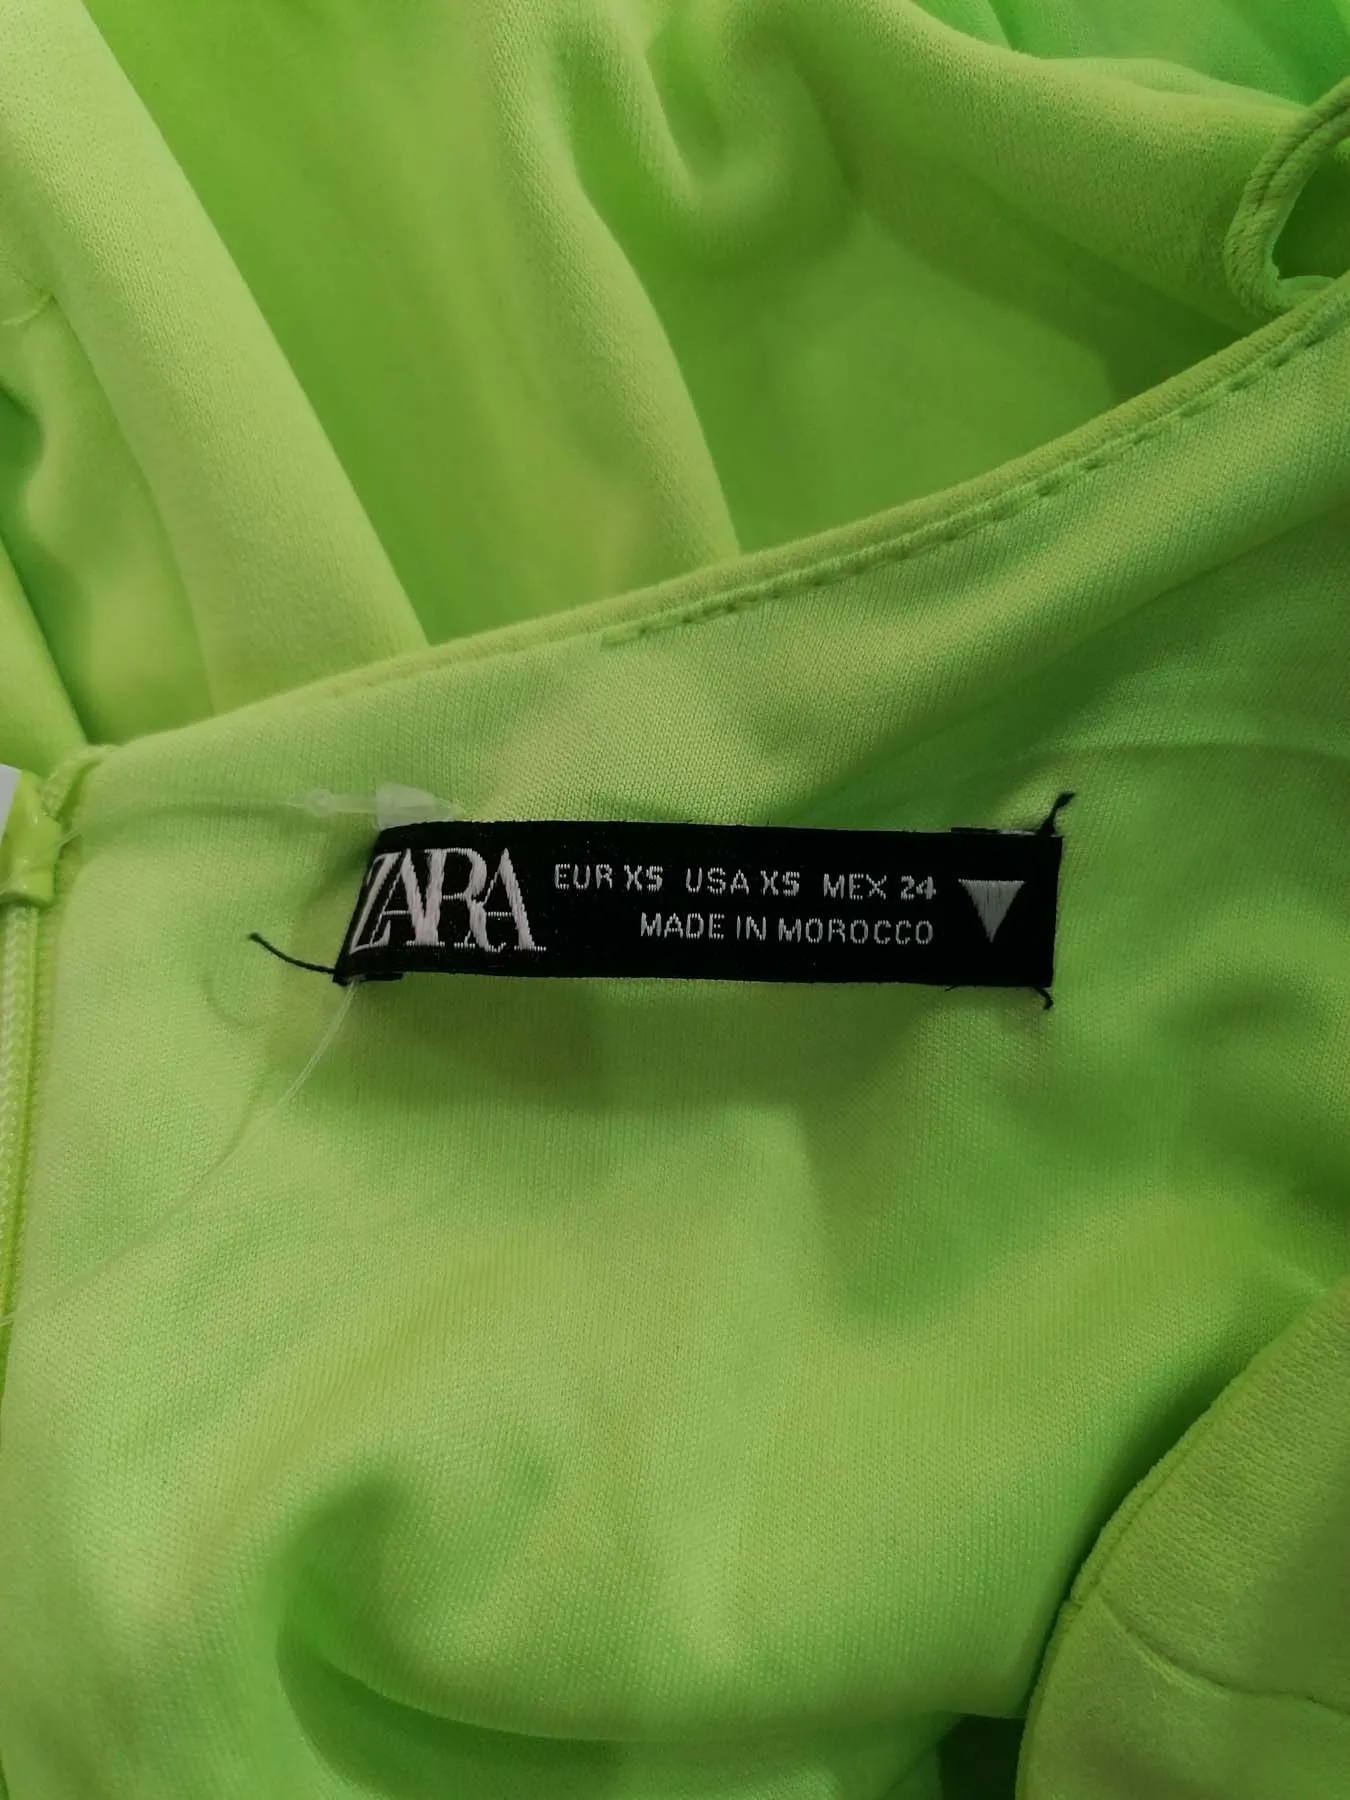 ZARA
EUR XS USA XS MEX 24
MADE IN MOROCCO